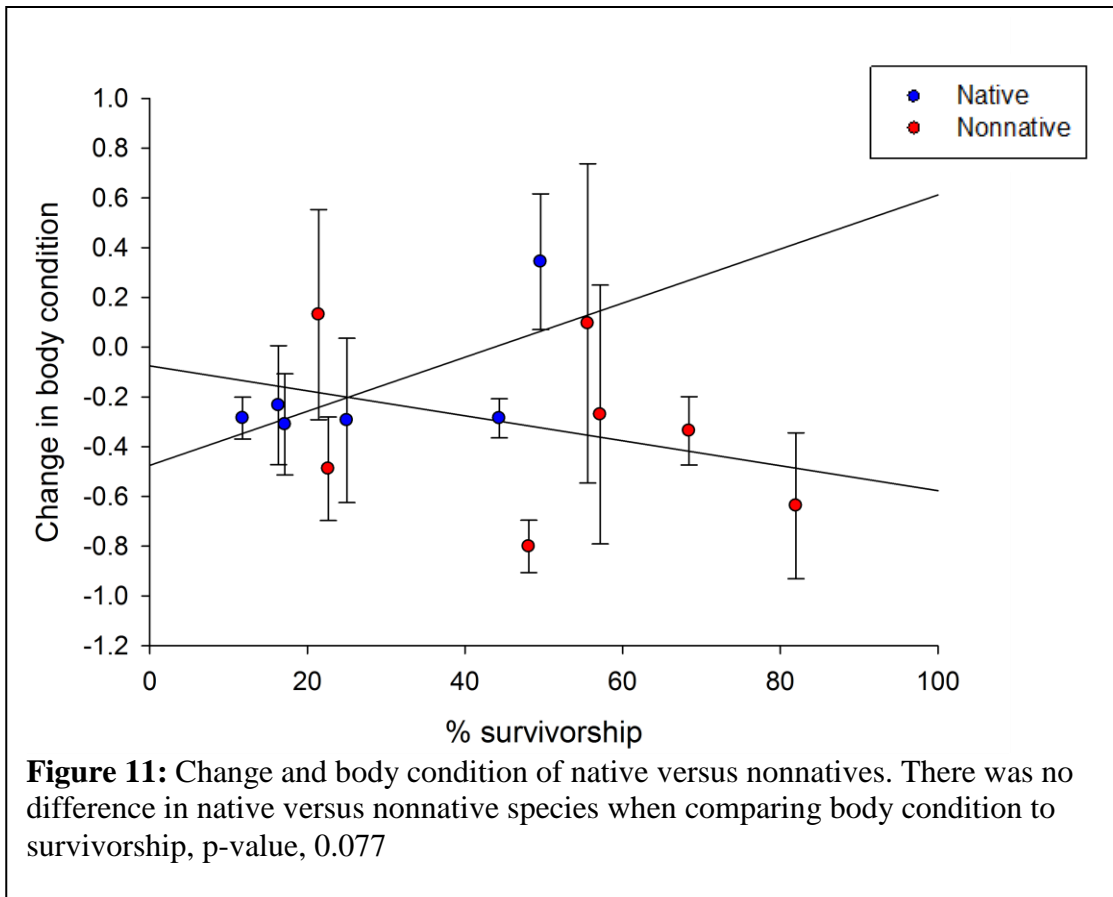 Native
Nonnative
1.0
0.8
0.6
0.4
0.2
0.0
-0.2
-0.4
-0.6
-0.8
-1.0
-1.2
Change in body condition
0 20 40 60 80 100
% survivorship
Figure 11: Change and body condition of native versus nonnatives. There was no
difference in native versus nonnative species when comparing body condition to
survivorship, p-value, 0.077